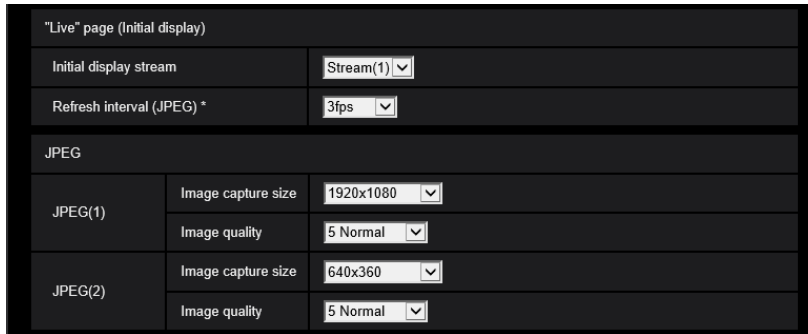 "Live" page (Initial display)
Initial display stream Stream(1)
Refresh interval (JPEG) * 3fps
JPEG
JPEG(1)
Image capture size 1920x1080
Image quality 5 Normal
JPEG(2)
Image capture size 640x360
Image quality 5 Normal